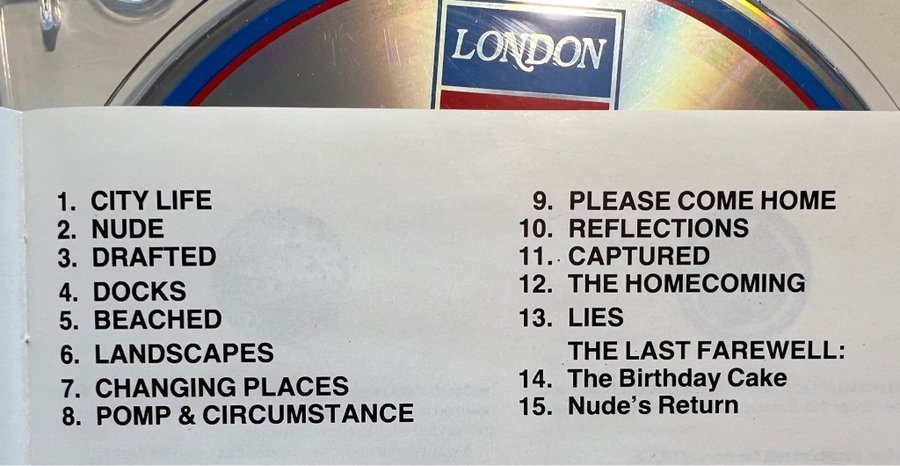 LONDON
1. CITY LIFE
2. NUDE
3. DRAFTED
4. DOCKS
5. BEACHED
6. LANDSCAPES
7. CHANGING PLACES
8. POMP & CIRCUMSTANCE
9. PLEASE COME HOME
10. REFLECTIONS
11. CAPTURED
12. THE HOMECOMING
13. LIES
THE LAST FAREWELL:
14. The Birthday Cake
15. Nude's Return